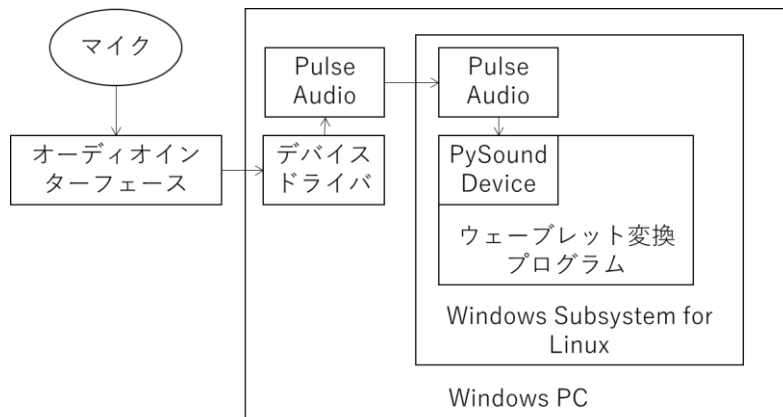 マイク
オーディオイン
ターフェース
デバイス
ドライバ
Pulse
Audio
Pulse
Audio
PySound
Device
ウェーブレット変換
プログラム
Windows Subsystem for
Linux
Windows PC